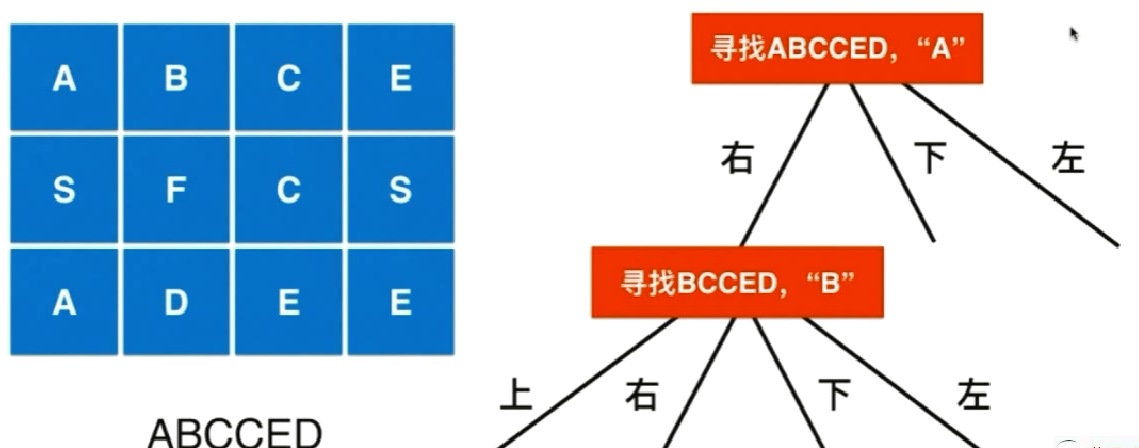 A B C E
S F C S
A D E E
ABCCED
寻找ABCCED，“A”
右 下 左
寻找BCCED，“B”
上 右 下 左